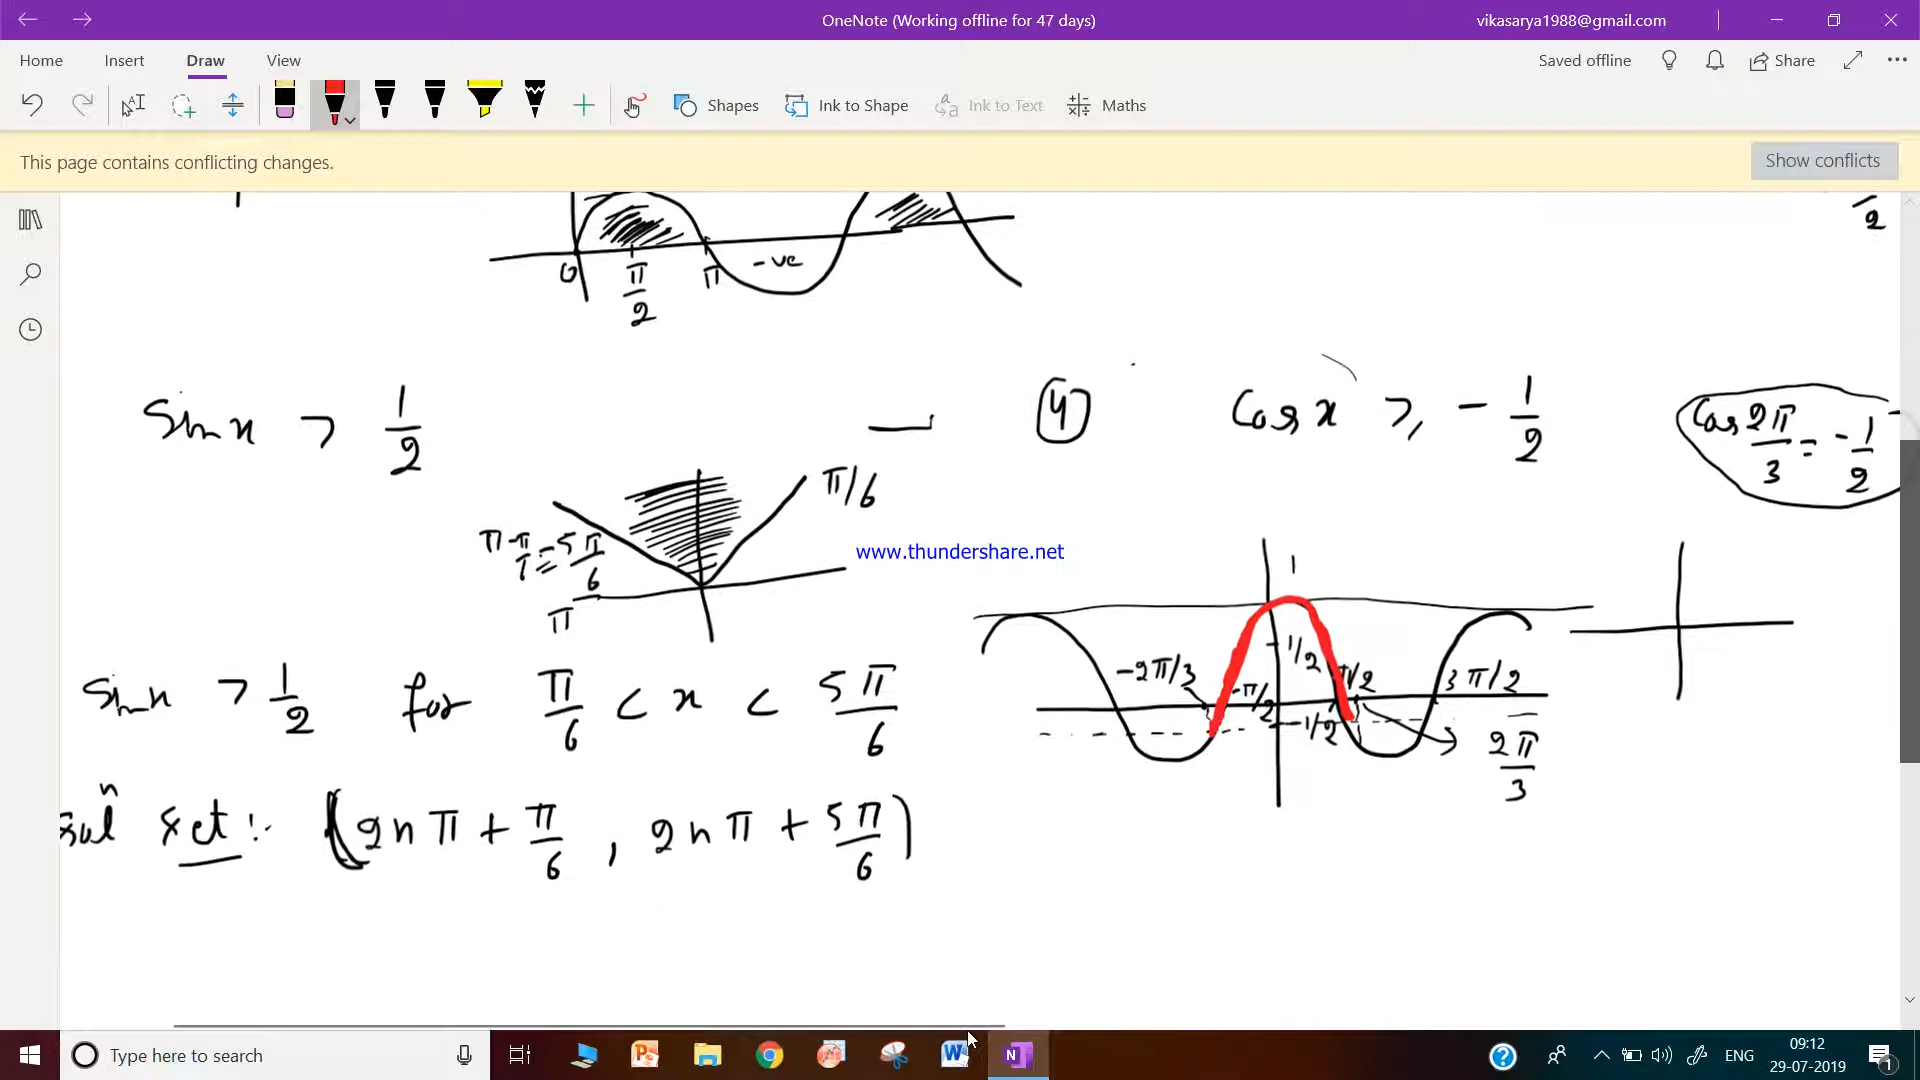 OneNote (Working offline for 47 days)
vikasarya1988@gmail.com
Home Insert Draw View
Saved offline
Share
Shapes Ink to Shape Ink to Text Maths
This page contains conflicting changes.
Show conflicts
π/2
0 π/2 π -ve
Sin x > 1/2
4 Cos x ≥ -1/2
Cos 2π/3 = -1/2
π/6
5π/6
π
www.thundershare.net
1
-2π/3 -π/2 1/2 π/2 3π/2
-1/2
2π/3
Sin x > 1/2 for π/6 < x < 5π/6
solⁿ set :- (2nπ + π/6 , 2nπ + 5π/6)
Type here to search
ENG
09:12
29-07-2019
1